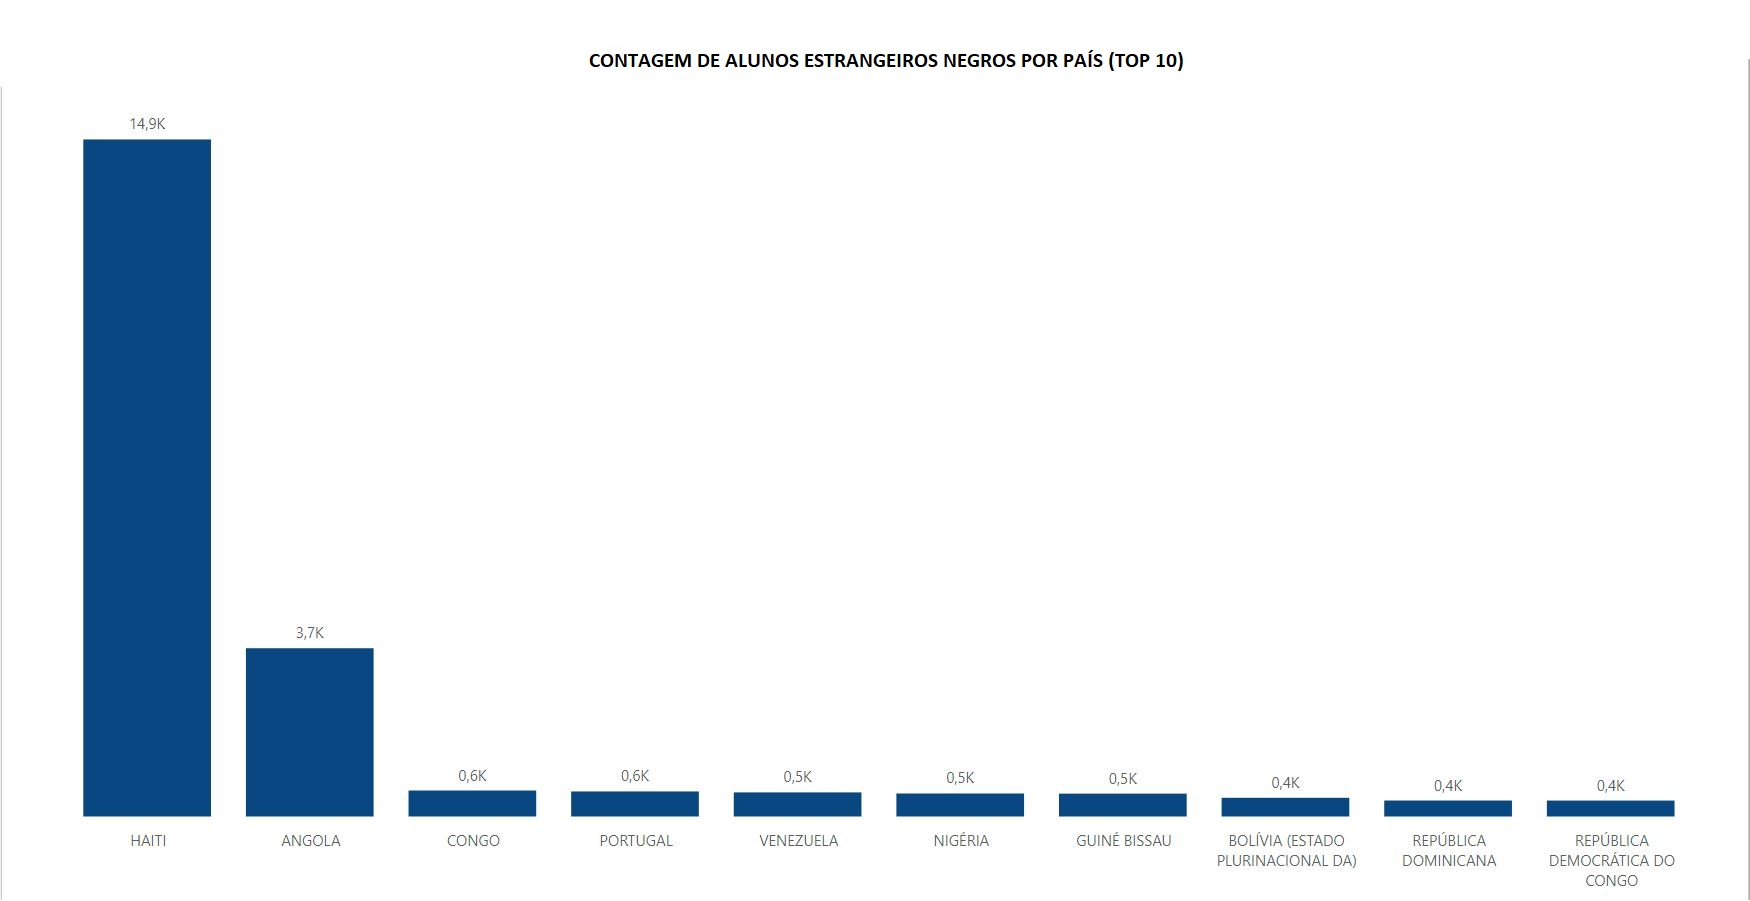 CONTAGEM DE ALUNOS ESTRANGEIROS NEGROS POR PAÍS (TOP 10)
14,9K
3,7K
0,6K
0,6K
0,5K
0,5K
0,5K
0,4K
0,4K
0,4K
HAITI
ANGOLA
CONGO
PORTUGAL
VENEZUELA
NIGÉRIA
GUINÉ BISSAU
BOLÍVIA (ESTADO
PLURINACIONAL DA)
REPÚBLICA
DOMINICANA
REPÚBLICA
DEMOCRÁTICA DO
CONGO